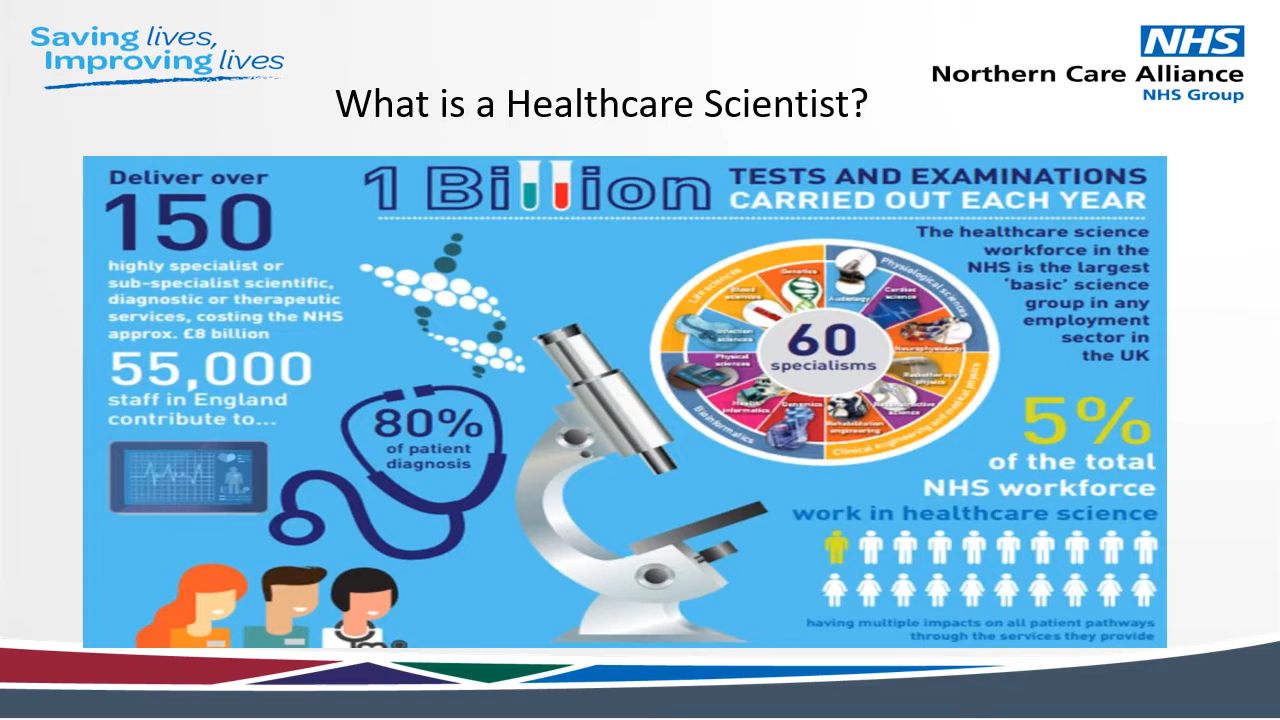 Saving lives,
Improving lives
NHS
Northern Care Alliance
NHS Group
What is a Healthcare Scientist?
Deliver over
150
highly specialist or
sub-specialist scientific,
diagnostic or therapeutic
services, costing the NHS
approx. £8 billion
55,000
staff in England
contribute to...
80%
of patient
diagnosis
1 Billion
TESTS AND EXAMINATIONS
CARRIED OUT EACH YEAR
The healthcare science
workforce in the
NHS is the largest
'basic' science
group in any
employment
sector in
the UK
60
specialisms
Life sciences
Physiological sciences
Clinical engineering and medical physics
Bioinformatics
Genetics
Audiology
Cardiac
science
Neurophysiology
Radiotherapy
physics
Reconstructive
science
Rehabilitation
engineering
Genomics
Health
informatics
Physical
sciences
Infection
sciences
Blood
sciences
5%
of the total
NHS workforce
work in healthcare science
having multiple impacts on all patient pathways
through the services they provide